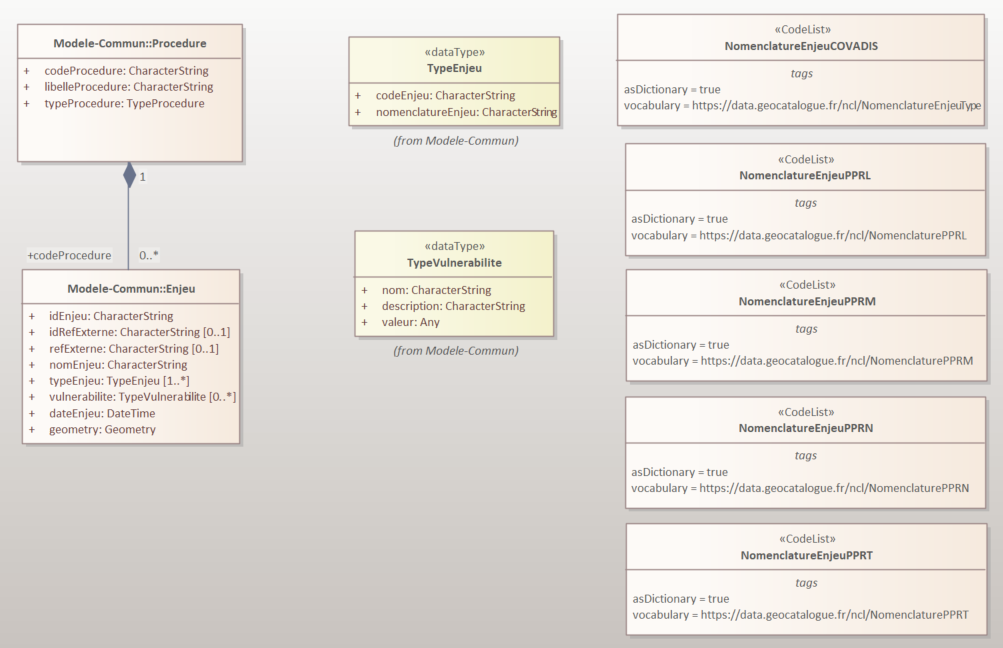 Modele-Commun::Procedure
+ codeProcedure: CharacterString
+ libelleProcedure: CharacterString
+ typeProcedure: TypeProcedure
1
+codeProcedure 0..*
Modele-Commun::Enjeu
+ idEnjeu: CharacterString
+ idRefExterne: CharacterString [0..1]
+ refExterne: CharacterString [0..1]
+ nomEnjeu: CharacterString
+ typeEnjeu: TypeEnjeu [1..*]
+ vulnerabilite: TypeVulnerabilite [0..*]
+ dateEnjeu: DateTime
+ geometry: Geometry
«dataType»
TypeEnjeu
+ codeEnjeu: CharacterString
+ nomenclatureEnjeu: CharacterString
(from Modele-Commun)
«dataType»
TypeVulnerabilite
+ nom: CharacterString
+ description: CharacterString
+ valeur: Any
(from Modele-Commun)
«CodeList»
NomenclatureEnjeuCOVADIS
tags
asDictionary = true
vocabulary = https://data.geocatalogue.fr/ncl/NomenclatureEnjeuType
«CodeList»
NomenclatureEnjeuPPRL
tags
asDictionary = true
vocabulary = https://data.geocatalogue.fr/ncl/NomenclaturePPRL
«CodeList»
NomenclatureEnjeuPPRM
tags
asDictionary = true
vocabulary = https://data.geocatalogue.fr/ncl/NomenclaturePPRM
«CodeList»
NomenclatureEnjeuPPRN
tags
asDictionary = true
vocabulary = https://data.geocatalogue.fr/ncl/NomenclaturePPRN
«CodeList»
NomenclatureEnjeuPPRT
tags
asDictionary = true
vocabulary = https://data.geocatalogue.fr/ncl/NomenclaturePPRT